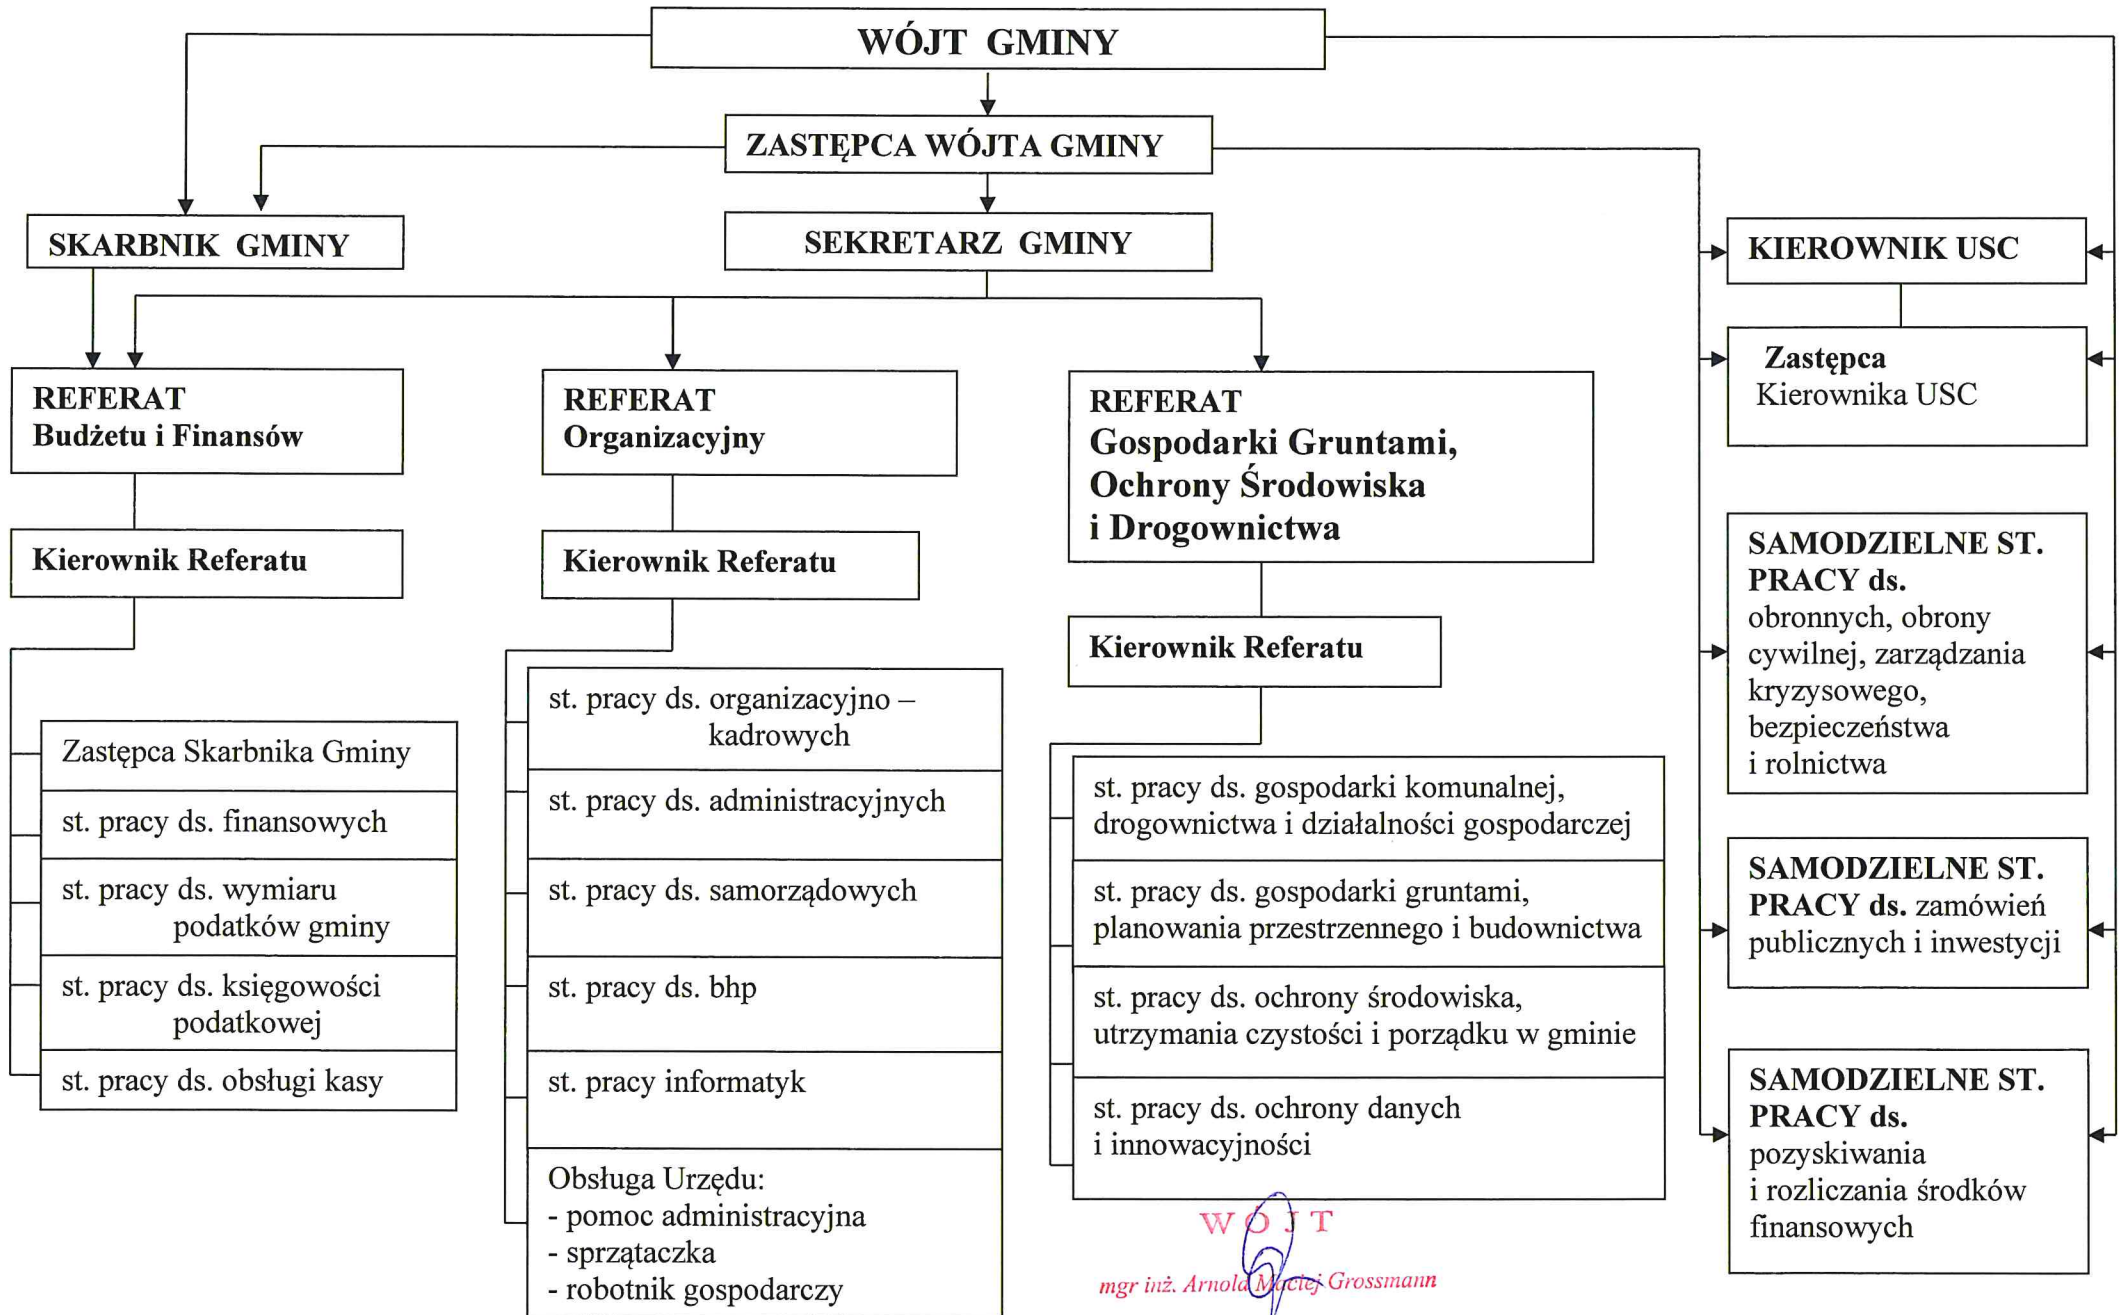 WÓJT GMINY
ZASTĘPCA WÓJTA GMINY
SKARBNIK GMINY
SEKRETARZ GMINY
KIEROWNIK USC
Zastępca
Kierownika USC
REFERAT
Budżetu i Finansów
Kierownik Referatu
Zastępca Skarbnika Gminy
st. pracy ds. finansowych
st. pracy ds. wymiaru
podatków gminy
st. pracy ds. księgowości
podatkowej
st. pracy ds. obsługi kasy
REFERAT
Organizacyjny
Kierownik Referatu
st. pracy ds. organizacyjno –
kadrowych
st. pracy ds. administracyjnych
st. pracy ds. samorządowych
st. pracy ds. bhp
st. pracy informatyk
Obsługa Urzędu:
- pomoc administracyjna
- sprzątaczka
- robotnik gospodarczy
REFERAT
Gospodarki Gruntami,
Ochrony Środowiska
i Drogownictwa
Kierownik Referatu
st. pracy ds. gospodarki komunalnej,
drogownictwa i działalności gospodarczej
st. pracy ds. gospodarki gruntami,
planowania przestrzennego i budownictwa
st. pracy ds. ochrony środowiska,
utrzymania czystości i porządku w gminie
st. pracy ds. ochrony danych
i innowacyjności
SAMODZIELNE ST.
PRACY ds.
obronnych, obrony
cywilnej, zarządzania
kryzysowego,
bezpieczeństwa
i rolnictwa
SAMODZIELNE ST.
PRACY ds. zamówień
publicznych i inwestycji
SAMODZIELNE ST.
PRACY ds.
pozyskiwania
i rozliczania środków
finansowych
WÓJT
mgr inż. Arnold Maciej Grossmann